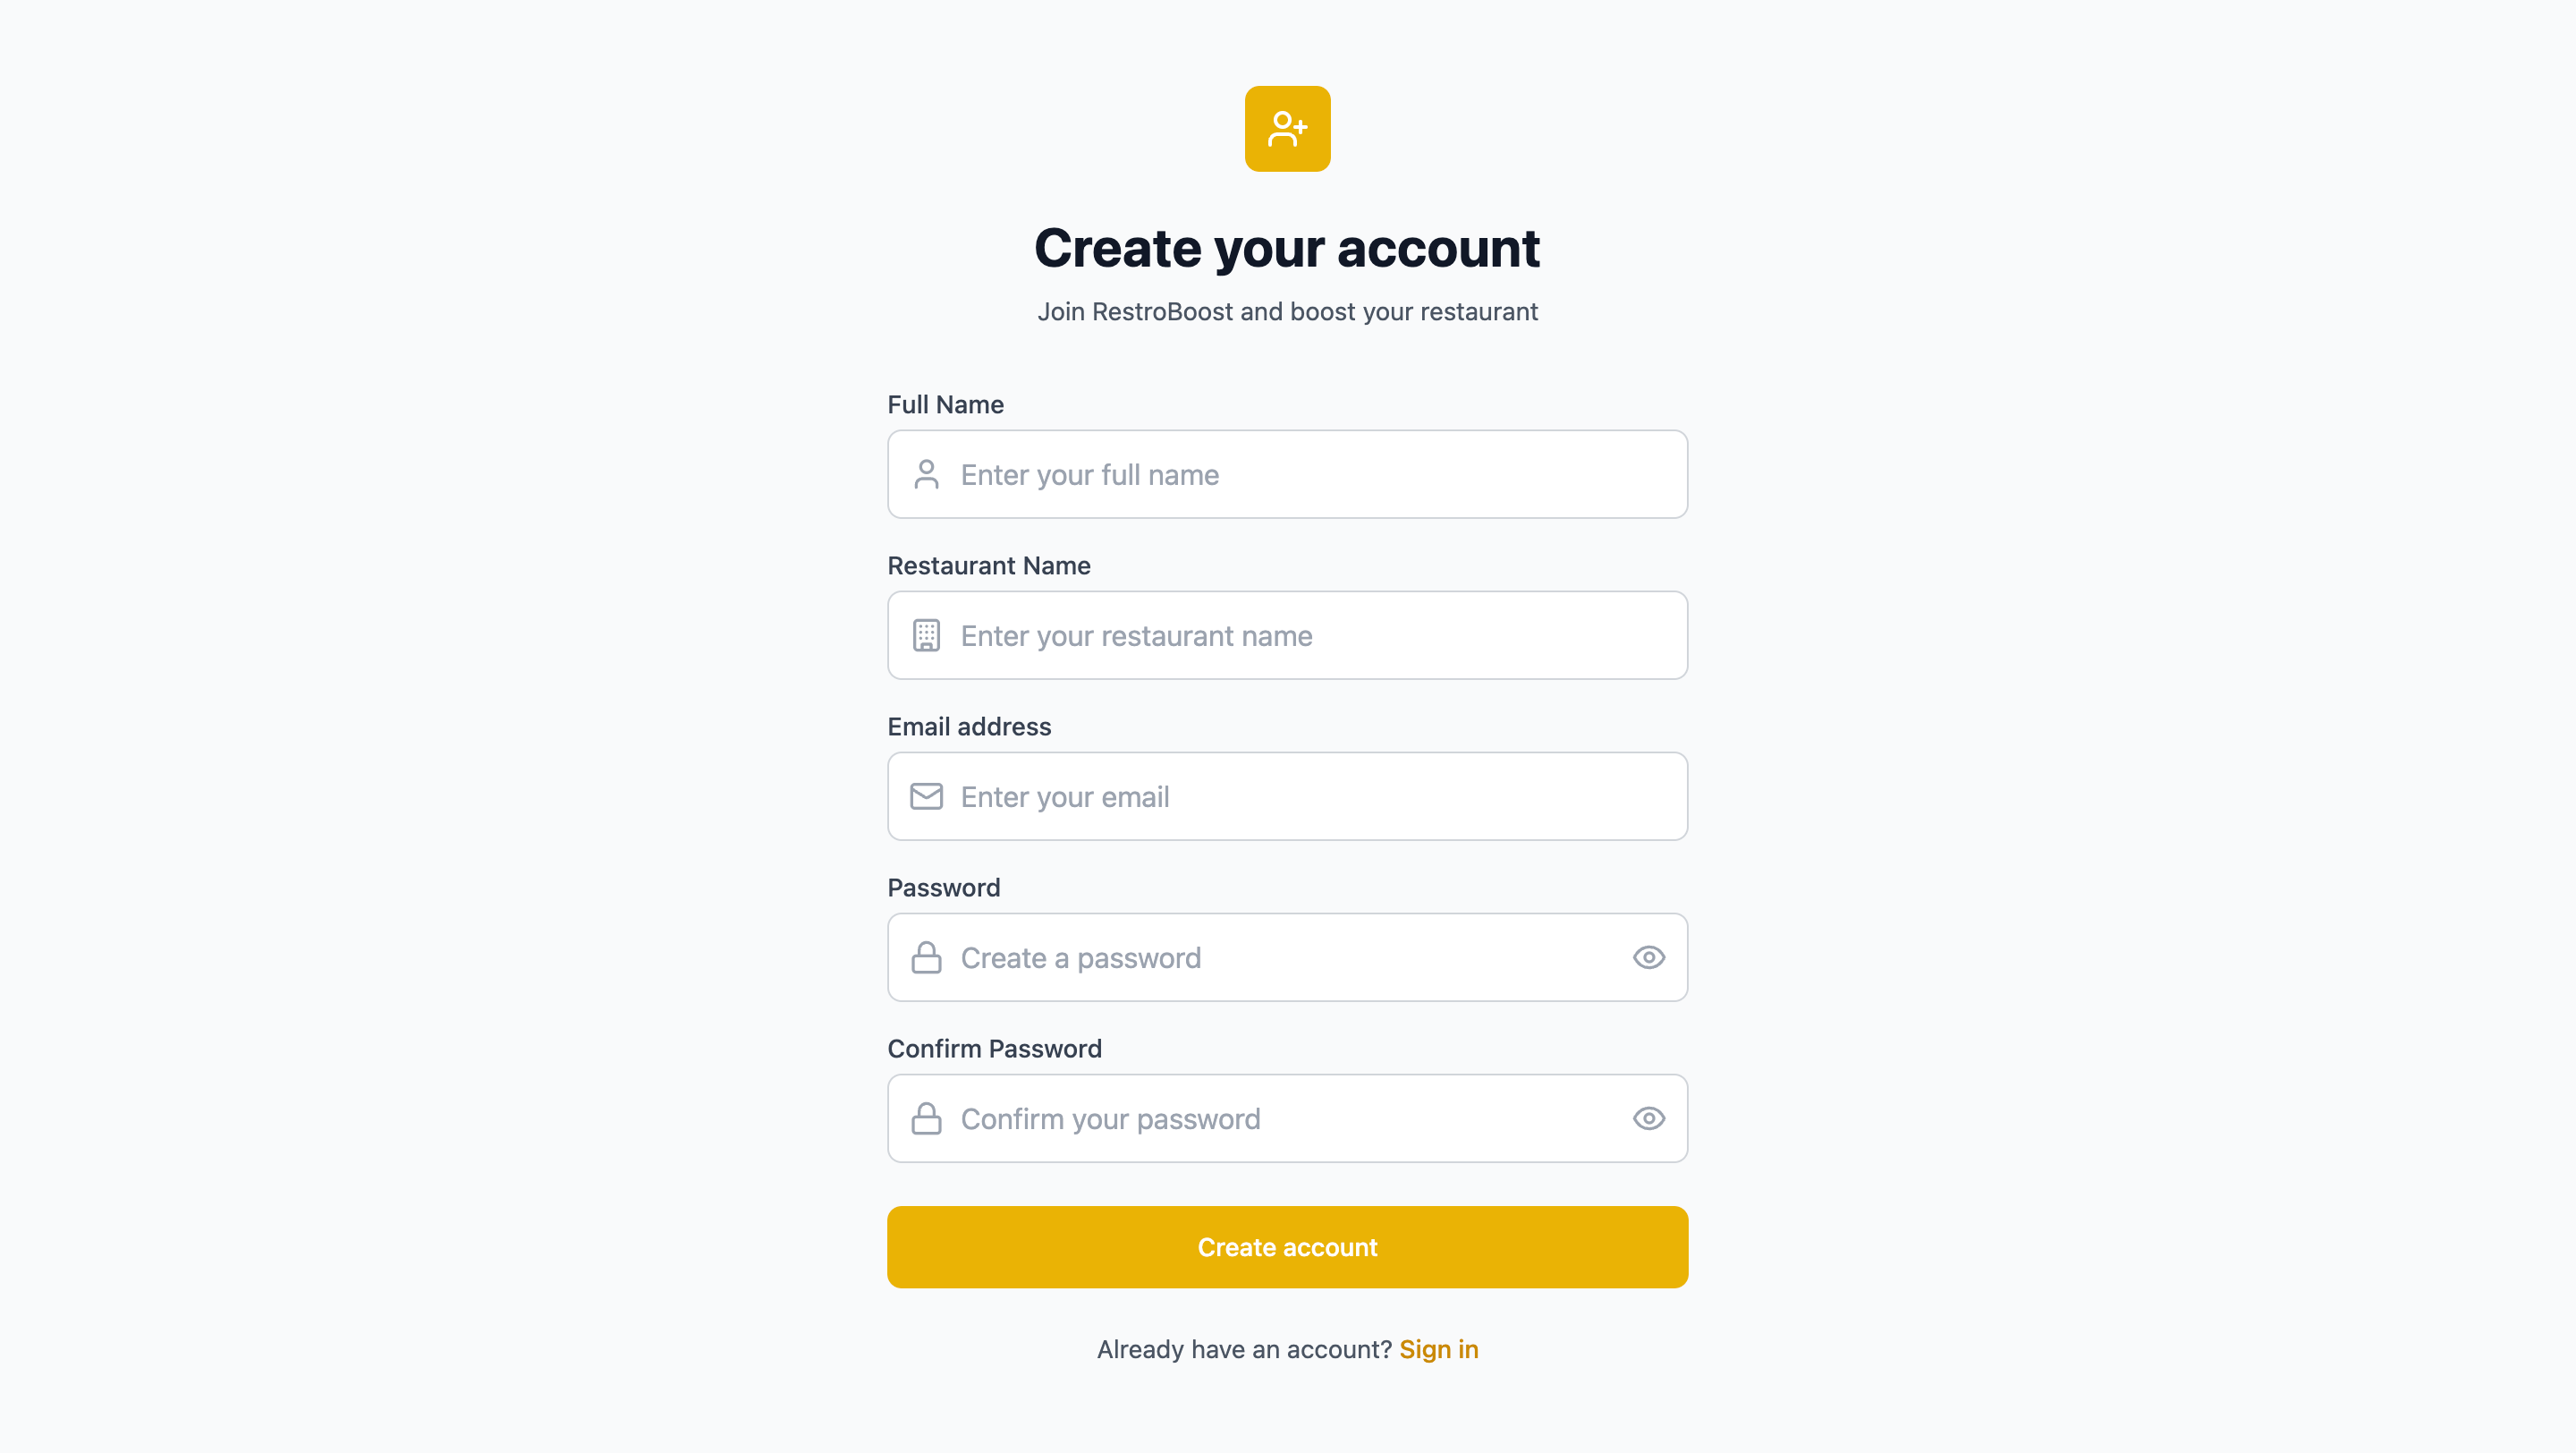 Create your account
Join RestroBoost and boost your restaurant
Full Name
Enter your full name
Restaurant Name
Enter your restaurant name
Email address
Enter your email
Password
Create a password
Confirm Password
Confirm your password
Create account
Already have an account? Sign in